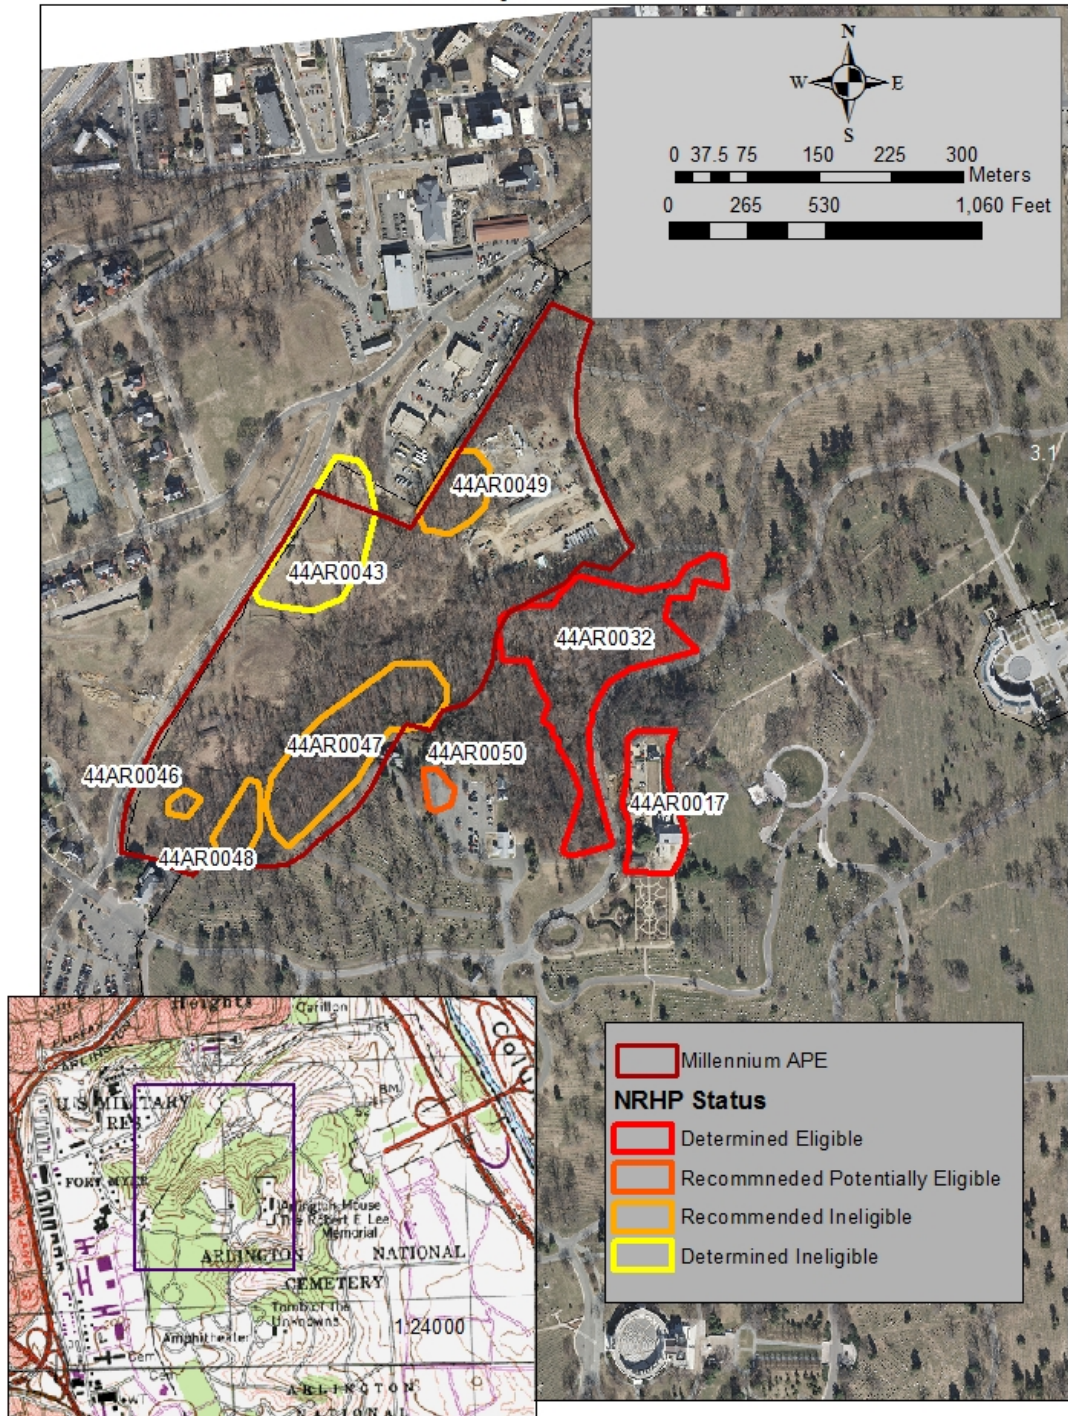 N
W E
S
0 37.5 75 150 225 300
Meters
0 265 530 1,060 Feet
3.1
44AR0049
44AR0043
44AR0032
44AR0047
44AR0050
44AR0046
44AR0017
44AR0048
Millennium APE
NRHP Status
Determined Eligible
Recommneded Potentially Eligible
Recommended Ineligible
Determined Ineligible
Heights
Carillon
ARLINGTON
U S MILITARY
RES
BM
FORT MYER
Arlington House
The Robert E Lee
Memorial
ARLINGTON NATIONAL
CEMETERY
Tomb of the
Unknowns
1:24000
Amphitheater
Cem
ARLINGTON
NATIONAL